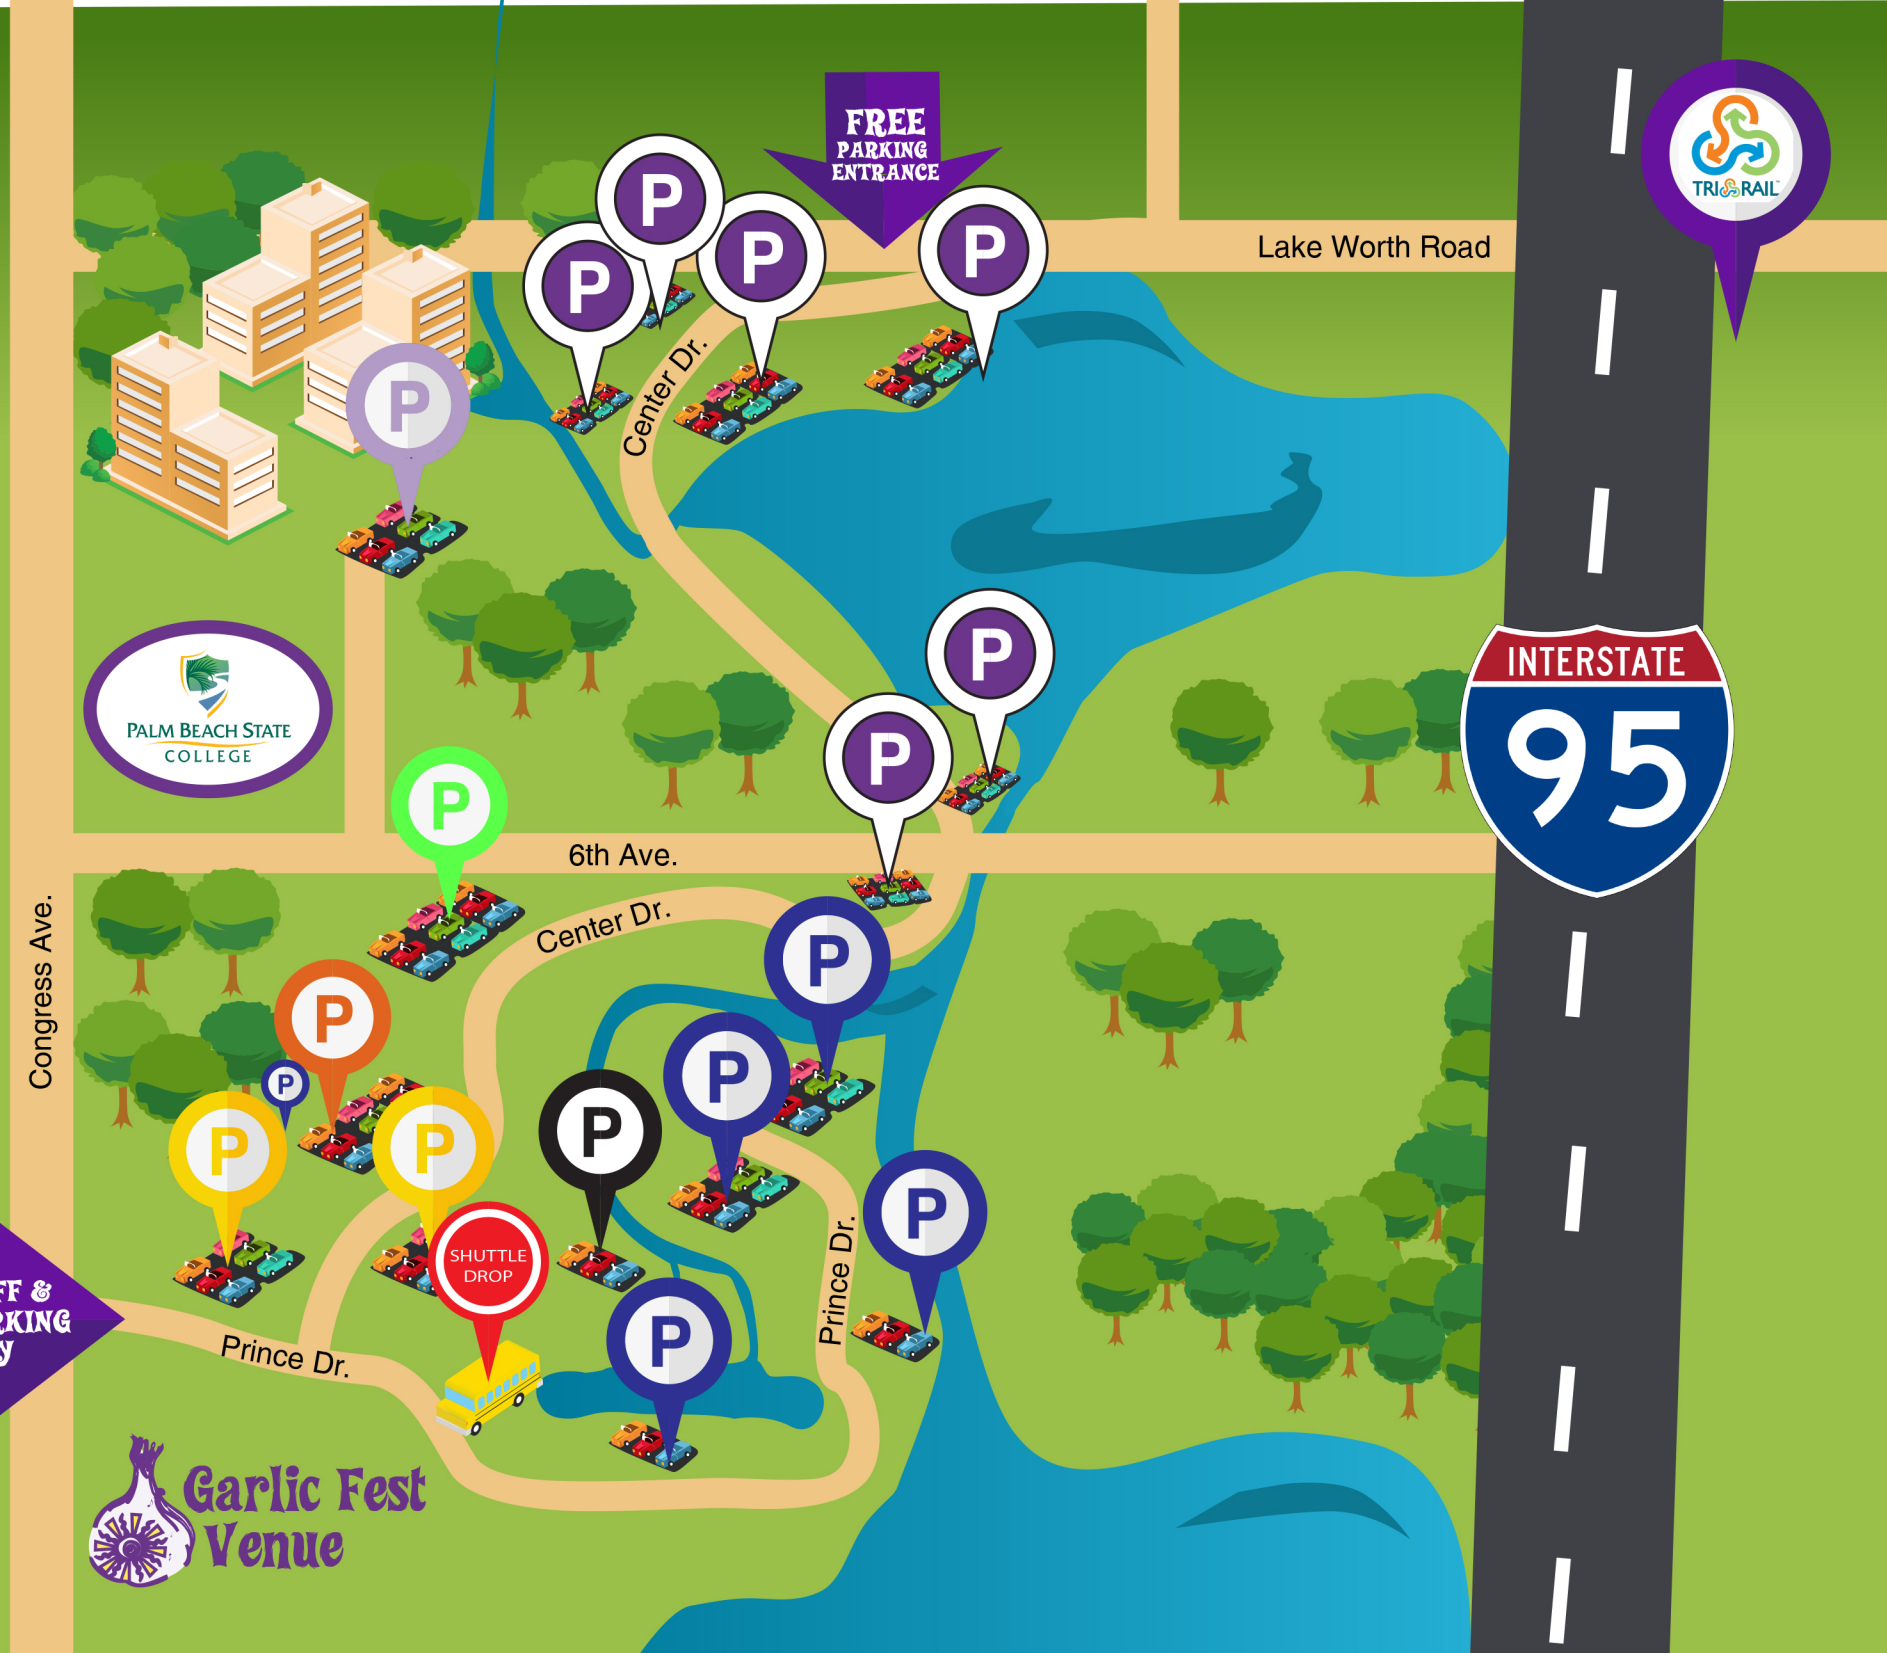 FREE
PARKING
ENTRANCE
TRI RAIL
P
P
P
P
Lake Worth Road
Center Dr.
P
INTERSTATE
95
P
P
PALM BEACH STATE
COLLEGE
P
6th Ave.
Center Dr.
Congress Ave.
P
P
P
P
P
P
P
P
P
SHUTTLE
DROP
Prince Dr.
P
Prince Dr.
Garlic Fest
Venue